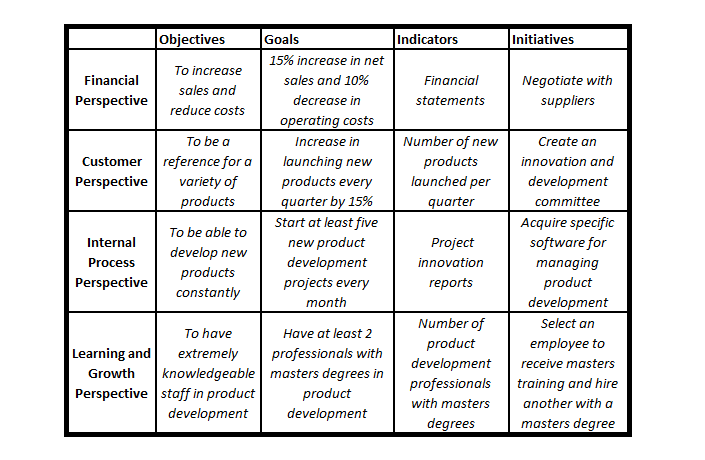 Objectives Goals Indicators Initiatives
Financial
Perspective
To increase
sales and
reduce costs
15% increase in net
sales and 10%
decrease in
operating costs
Financial
statements
Negotiate with
suppliers
Customer
Perspective
To be a
reference for a
variety of
products
Increase in
launching new
products every
quarter by 15%
Number of new
products
launched per
quarter
Create an
innovation and
development
committee
Internal
Process
Perspective
To be able to
develop new
products
constantly
Start at least five
new product
development
projects every
month
Project
innovation
reports
Acquire specific
software for
managing
product
development
Learning and
Growth
Perspective
To have
extremely
knowledgeable
staff in product
development
Have at least 2
professionals with
masters degrees in
product
development
Number of
product
development
professionals
with masters
degrees
Select an
employee to
receive masters
training and hire
another with a
masters degree